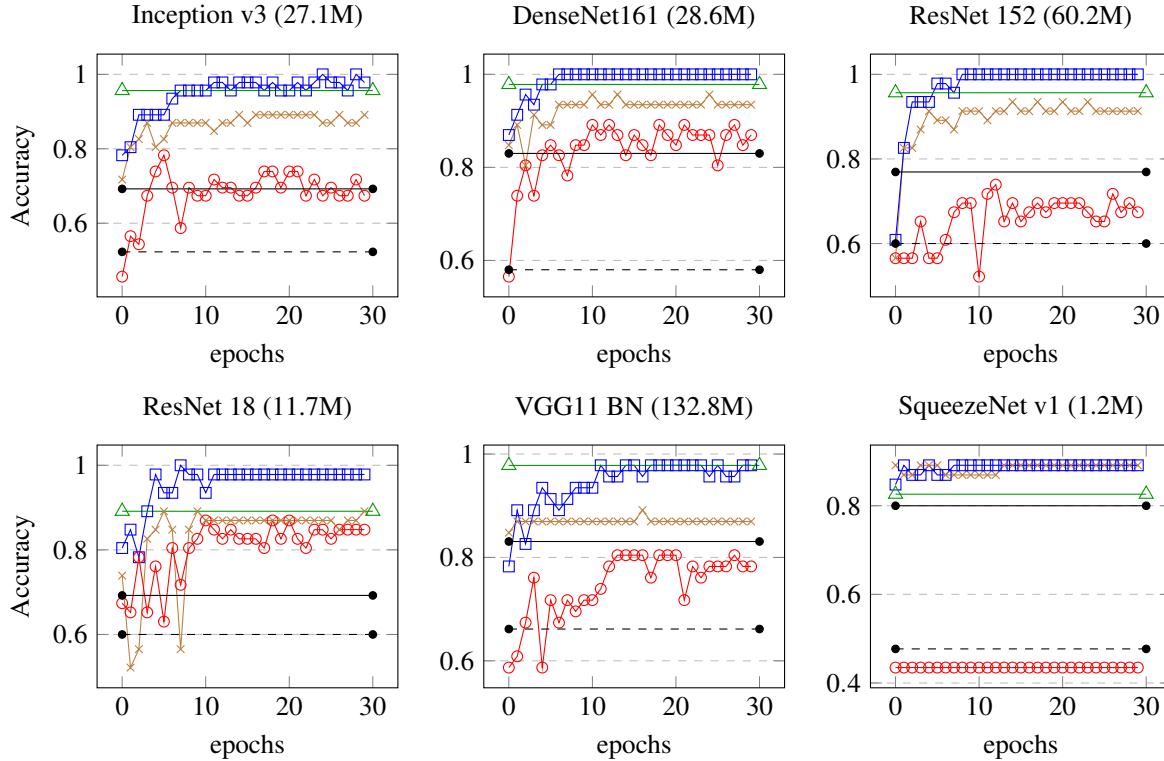 Inception v3 (27.1M)
DenseNet161 (28.6M)
ResNet 152 (60.2M)
Accuracy
1
0.8
0.6
0 10 20 30
epochs
1
0.8
0.6
0 10 20 30
epochs
1
0.8
0.6
0 10 20 30
epochs
ResNet 18 (11.7M)
VGG11 BN (132.8M)
SqueezeNet v1 (1.2M)
Accuracy
1
0.8
0.6
0 10 20 30
epochs
1
0.8
0.6
0 10 20 30
epochs
0.8
0.6
0.4
0 10 20 30
epochs